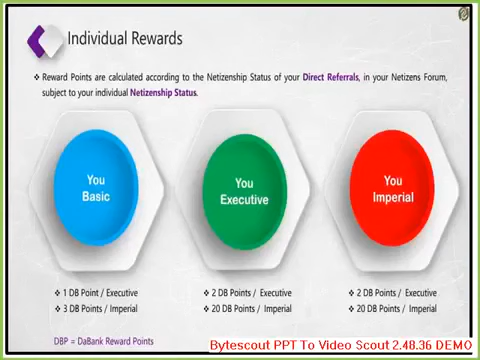 Individual Rewards
❖ Reward Points are calculated according to the Netizenship Status of your Direct Referrals, in your Netizens Forum,
subject to your individual Netizenship Status.
You
Basic
You
Executive
You
Imperial
❖ 1 DB Point / Executive
❖ 3 DB Points / Imperial
❖ 2 DB Points / Executive
❖ 20 DB Points / Imperial
❖ 2 DB Points / Executive
❖ 20 DB Points / Imperial
DBP = DaBank Reward Points
Bytescout PPT To Video Scout 2.48.36 DEMO